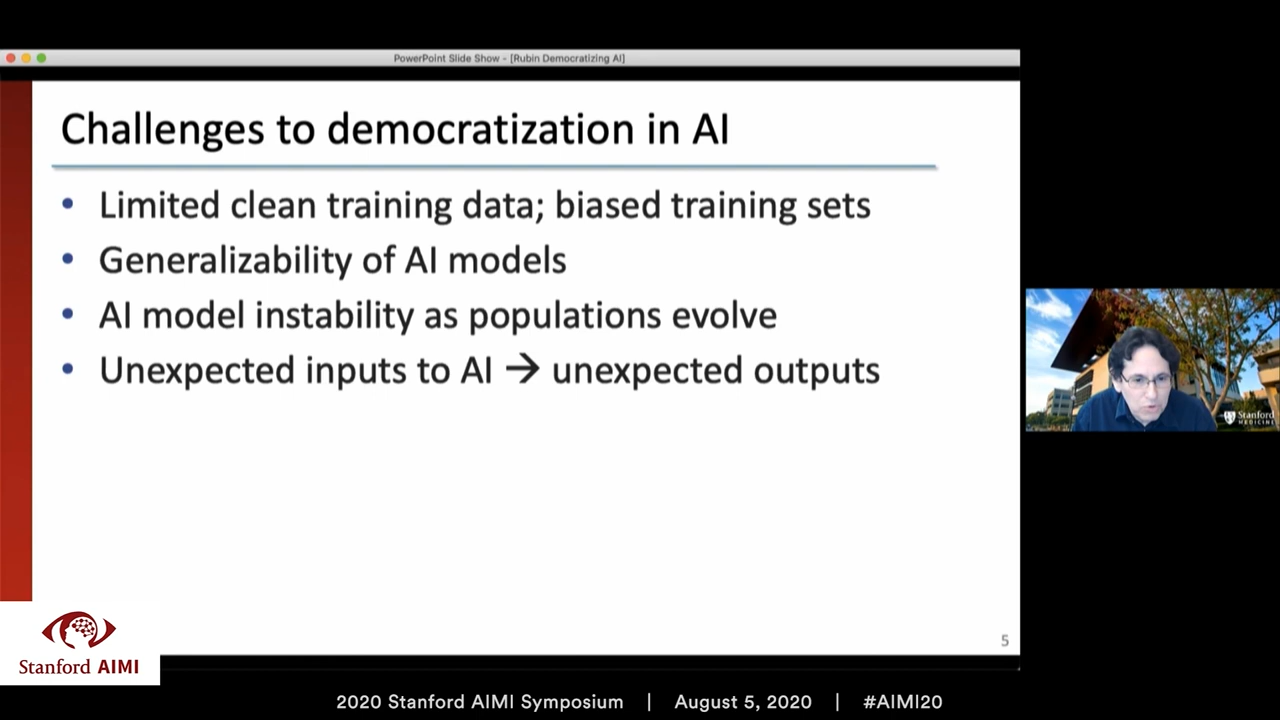 PowerPoint Slide Show - [Rubin Democratizing AI]
Challenges to democratization in AI
• Limited clean training data; biased training sets
• Generalizability of AI models
• AI model instability as populations evolve
• Unexpected inputs to AI → unexpected outputs
5
Stanford
MEDICINE
Stanford AIMI
2020 Stanford AIMI Symposium | August 5, 2020 | #AIMI20